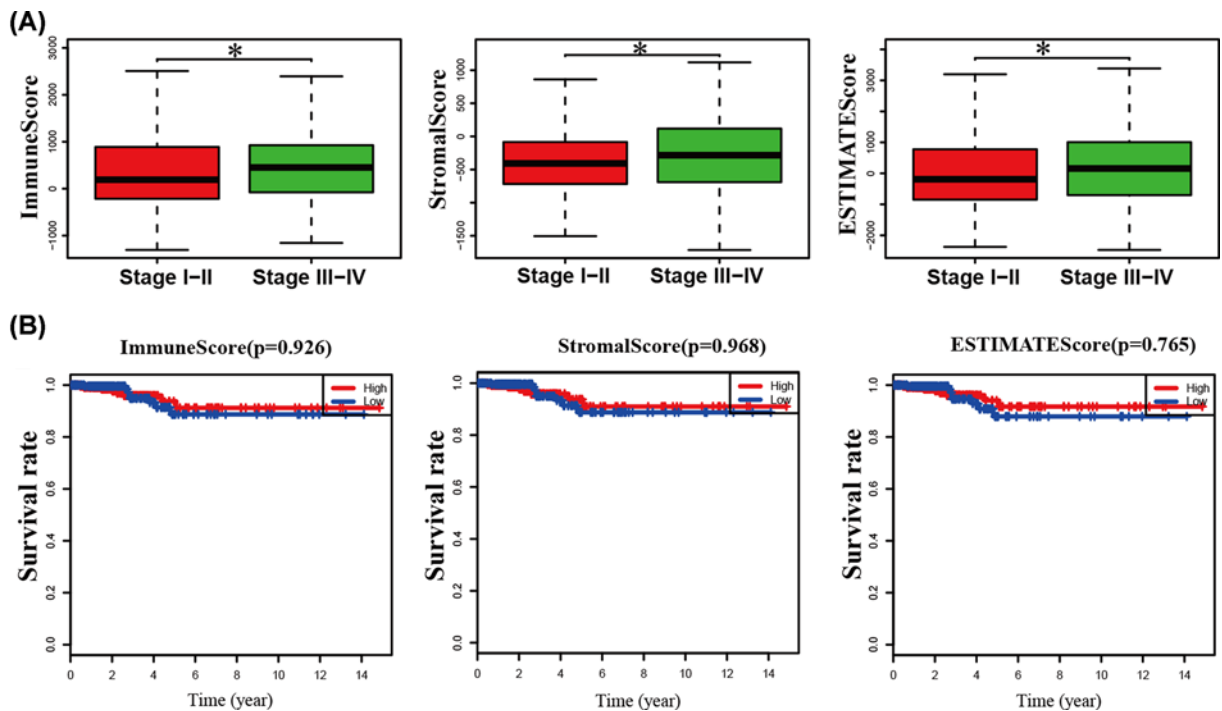 (A)
*
ImmuneScore
3000
2000
1000
0
−1000
Stage I−II Stage III−IV
*
StromalScore
1000
500
0
−500
−1500
Stage I−II Stage III−IV
*
ESTIMATEScore
3000
1000
0
−2000
Stage I−II Stage III−IV
(B)
ImmuneScore(p=0.926)
High
Low
Survival rate
1.0
0.8
0.6
0.4
0.2
0.0
0 2 4 6 8 10 12 14
Time (year)
StromalScore(p=0.968)
High
Low
Survival rate
1.0
0.8
0.6
0.4
0.2
0.0
0 2 4 6 8 10 12 14
Time (year)
ESTIMATEScore(p=0.765)
High
Low
Survival rate
1.0
0.8
0.6
0.4
0.2
0.0
0 2 4 6 8 10 12 14
Time (year)